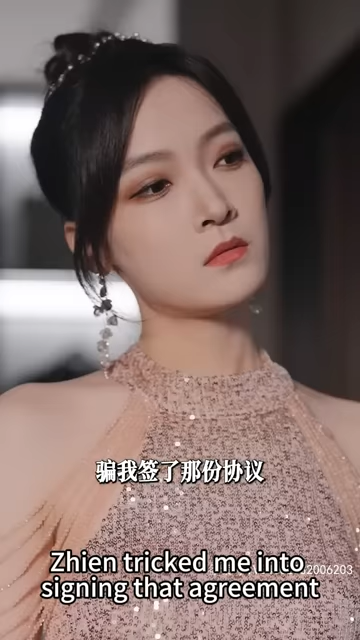 骗我签了那份协议
Zhien tricked me into
2006203
signing that agreement